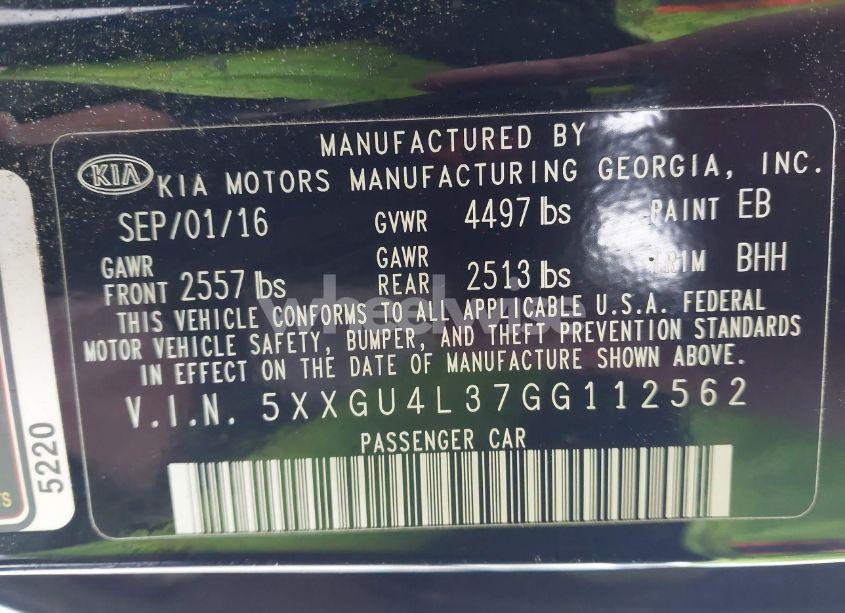 MANUFACTURED BY
KIA KIA MOTORS MANUFACTURING GEORGIA, INC.
SEP/01/16 GVWR 4497 lbs PAINT EB
GAWR FRONT 2557 lbs GAWR REAR 2513 lbs TRIM BHH
THIS VEHICLE CONFORMS TO ALL APPLICABLE U.S.A. FEDERAL
MOTOR VEHICLE SAFETY, BUMPER, AND THEFT PREVENTION STANDARDS
IN EFFECT ON THE DATE OF MANUFACTURE SHOWN ABOVE.
V.I.N. 5XXGU4L37GG112562
PASSENGER CAR
5220